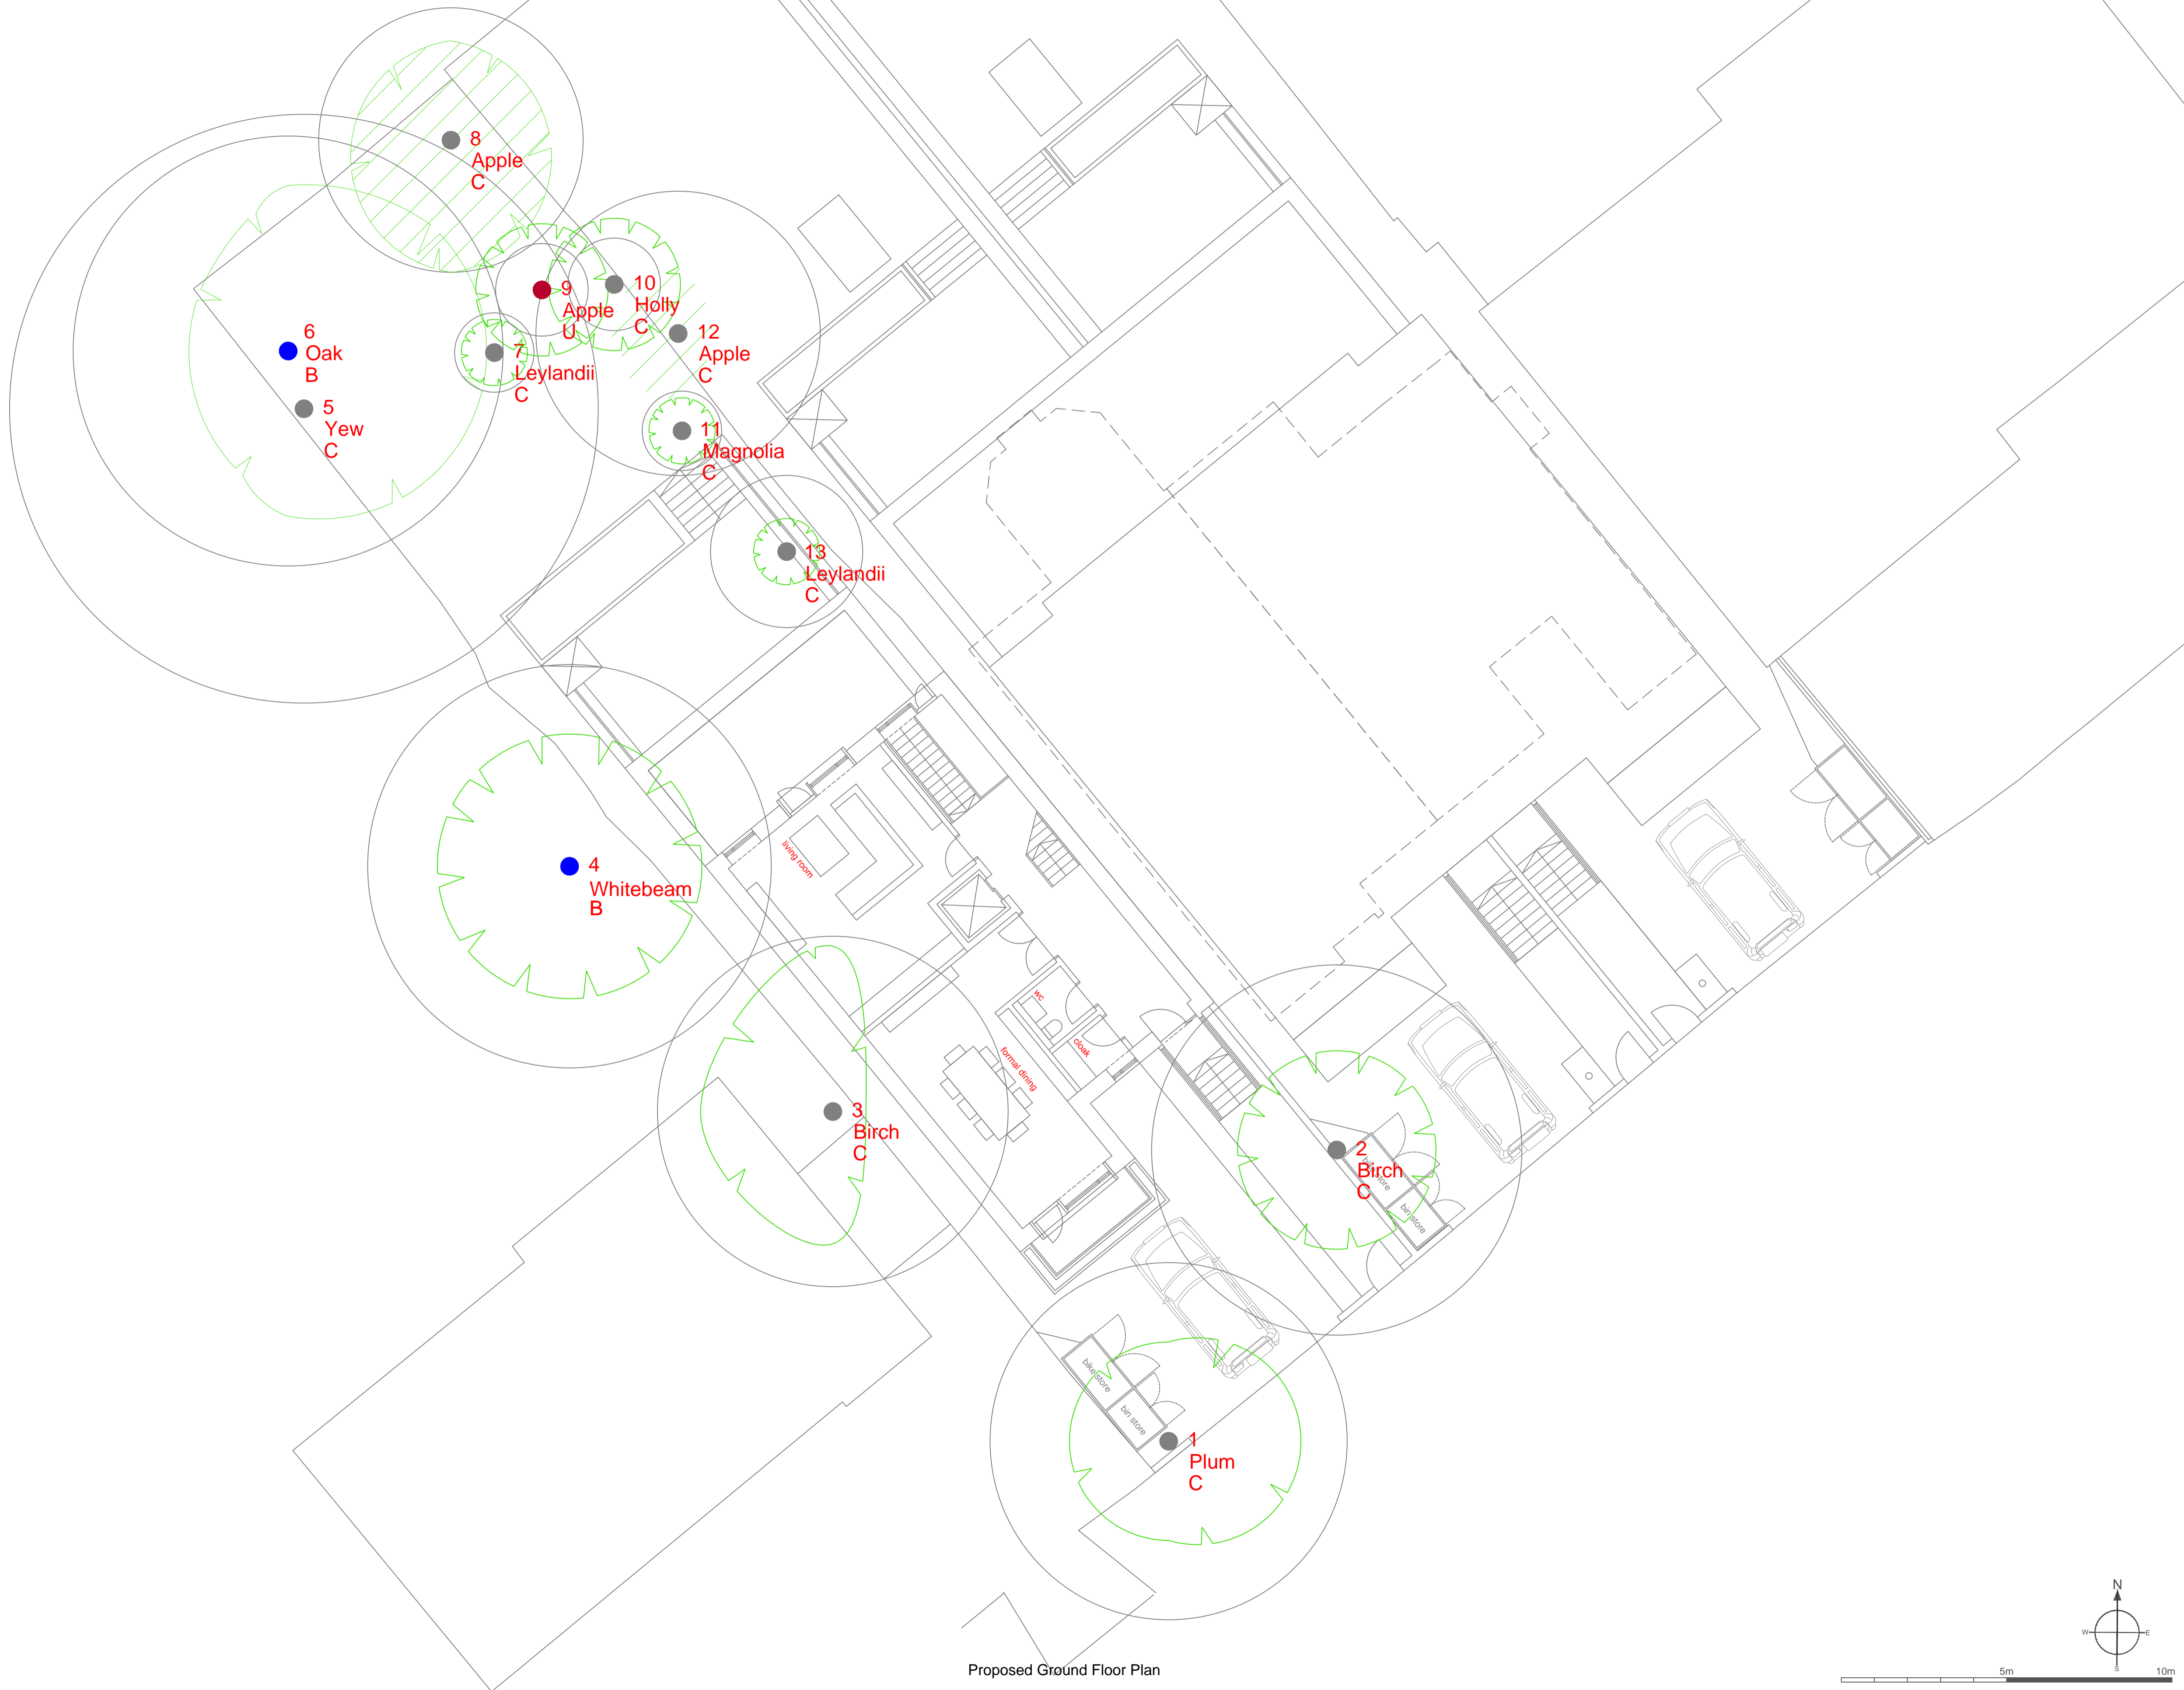 8
Apple
C
9
Apple
U
10
Holly
C
6
Oak
B
12
Apple
C
7
Leylandii
C
5
Yew
C
11
Magnolia
C
13
Leylandii
C
living room
4
Whitebeam
B
wc
cloak
formal dining
3
Birch
C
2
Birch
C
bike store
bin store
bike store
bin store
1
Plum
C
N
W
E
S
Proposed Ground Floor Plan
5m
10m